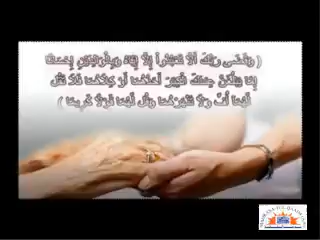 ( وقضى ربك ألا تعبدوا إلا إياه وبالوالدين إحسانا
إما يبلغن عندك الكبر أحدهما أو كلاهما فلا تقل
لهما أف ولا تنهرهما وقل لهما قولا كريما )